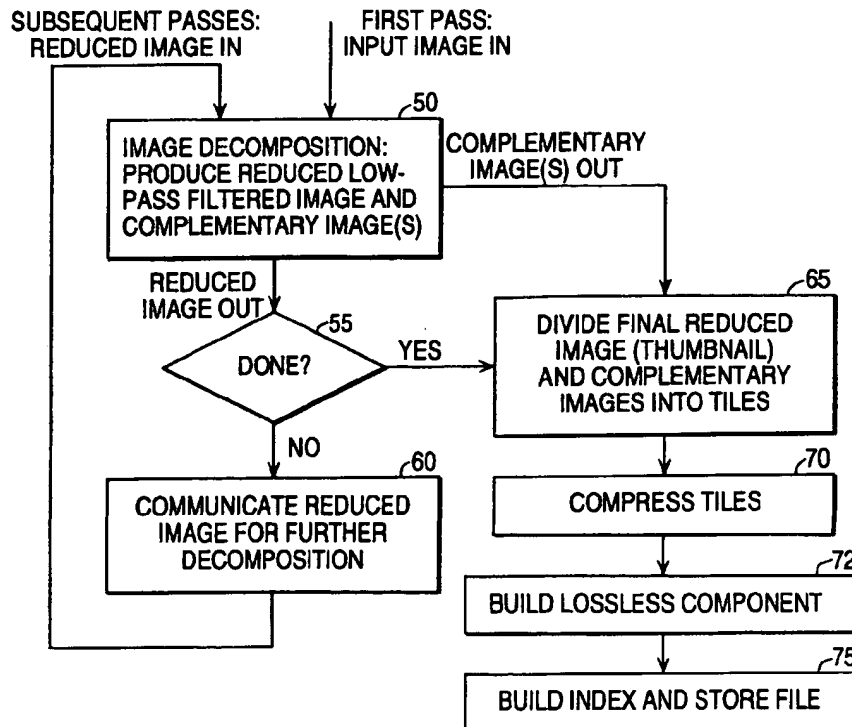 SUBSEQUENT PASSES:
REDUCED IMAGE IN
FIRST PASS:
INPUT IMAGE IN
50
IMAGE DECOMPOSITION:
PRODUCE REDUCED LOW-
PASS FILTERED IMAGE AND
COMPLEMENTARY IMAGE(S)
COMPLEMENTARY
IMAGE(S) OUT
REDUCED
IMAGE OUT
55
DONE?
YES
NO
60
COMMUNICATE REDUCED
IMAGE FOR FURTHER
DECOMPOSITION
65
DIVIDE FINAL REDUCED
IMAGE (THUMBNAIL)
AND COMPLEMENTARY
IMAGES INTO TILES
70
COMPRESS TILES
72
BUILD LOSSLESS COMPONENT
75
BUILD INDEX AND STORE FILE